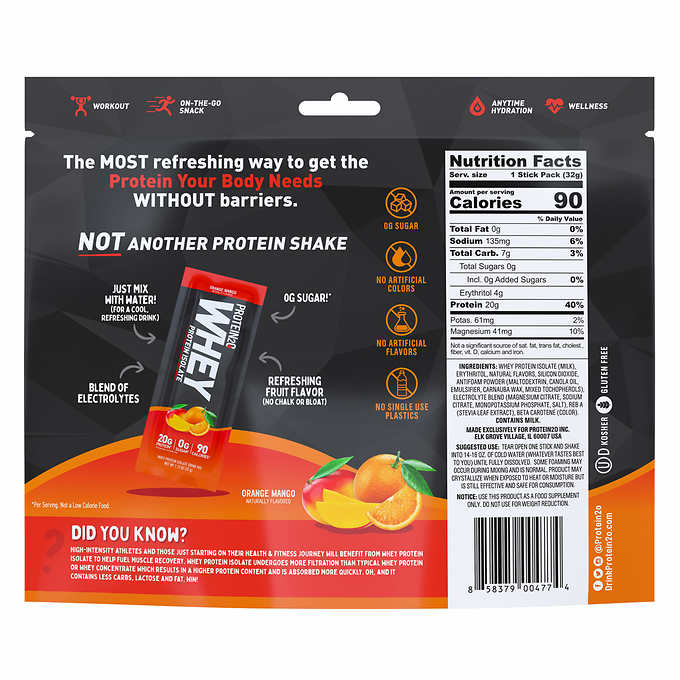 WORKOUT
ON-THE-GO
SNACK
ANYTIME
HYDRATION
WELLNESS
The MOST refreshing way to get the
Protein Your Body Needs
WITHOUT barriers.
NOT ANOTHER PROTEIN SHAKE
JUST MIX
WITH WATER!
(FOR A COOL,
REFRESHING DRINK)
0G SUGAR!*
BLEND OF
ELECTROLYTES
REFRESHING
FRUIT FLAVOR
(NO CHALK OR BLOAT)
ORANGE MANGO
PROTEIN2O
WHEY
PROTEIN ISOLATE
20G
PROTEIN
0G
SUGAR
90
CALORIES
ORANGE MANGO
NATURALLY FLAVORED
*Per Serving. Not a Low Calorie Food.
0G SUGAR
NO ARTIFICIAL
COLORS
NO ARTIFICIAL
FLAVORS
NO SINGLE USE
PLASTICS
DID YOU KNOW?
HIGH-INTENSITY ATHLETES AND THOSE JUST STARTING ON THEIR HEALTH & FITNESS JOURNEY WILL BENEFIT FROM WHEY PROTEIN
ISOLATE TO HELP FUEL MUSCLE RECOVERY. WHEY PROTEIN ISOLATE UNDERGOES MORE FILTRATION THAN TYPICAL WHEY PROTEIN
OR WHEY CONCENTRATE WHICH RESULTS IN A HIGHER PROTEIN CONTENT AND IS ABSORBED MORE QUICKLY. OH, AND IT
CONTAINS LESS CARBS, LACTOSE AND FAT, WIN!
Nutrition Facts
Serv. size 1 Stick Pack (32g)
Amount per serving
Calories 90
% Daily Value
Total Fat 0g 0%
Sodium 135mg 6%
Total Carb. 7g 3%
Total Sugars 0g
Incl. 0g Added Sugars 0%
Erythritol 4g
Protein 20g 40%
Potas. 61mg 2%
Magnesium 41mg 10%
Not a significant source of sat. fat, trans fat, cholest.,
fiber, vit. D, calcium and iron.
INGREDIENTS: WHEY PROTEIN ISOLATE (MILK),
ERYTHRITOL, NATURAL FLAVORS, SILICON DIOXIDE,
ANTIFOAM POWDER (MALTODEXTRIN, CANOLA OIL,
EMULSIFIER, CARNAUBA WAX, MIXED TOCHOPHEROLS),
ELECTROLYTE BLEND (MAGNESIUM CITRATE, SODIUM
CITRATE, MONOPOTASSIUM PHOSPHATE, SALT), REB A
(STEVIA LEAF EXTRACT), BETA CAROTENE (COLOR).
CONTAINS MILK.
MADE EXCLUSIVELY FOR PROTEIN2O INC.
ELK GROVE VILLAGE, IL 60007 USA
SUGGESTED USE: TEAR OPEN ONE STICK AND SHAKE
INTO 14-16 OZ. OF COLD WATER (WHATEVER TASTES BEST
TO YOU) UNTIL FULLY DISSOLVED. SOME FOAMING MAY
OCCUR DURING MIXING AND IS NORMAL. PRODUCT MAY
CRYSTALLIZE WHEN EXPOSED TO HEAT OR MOISTURE BUT
IS STILL EFFECTIVE AND SAFE FOR CONSUMPTION.
NOTICE: USE THIS PRODUCT AS A FOOD SUPPLEMENT
ONLY. DO NOT USE FOR WEIGHT REDUCTION.
8 58379 00477 4
U D KOSHER GLUTEN FREE
@Protein2o
DrinkProtein2o.com